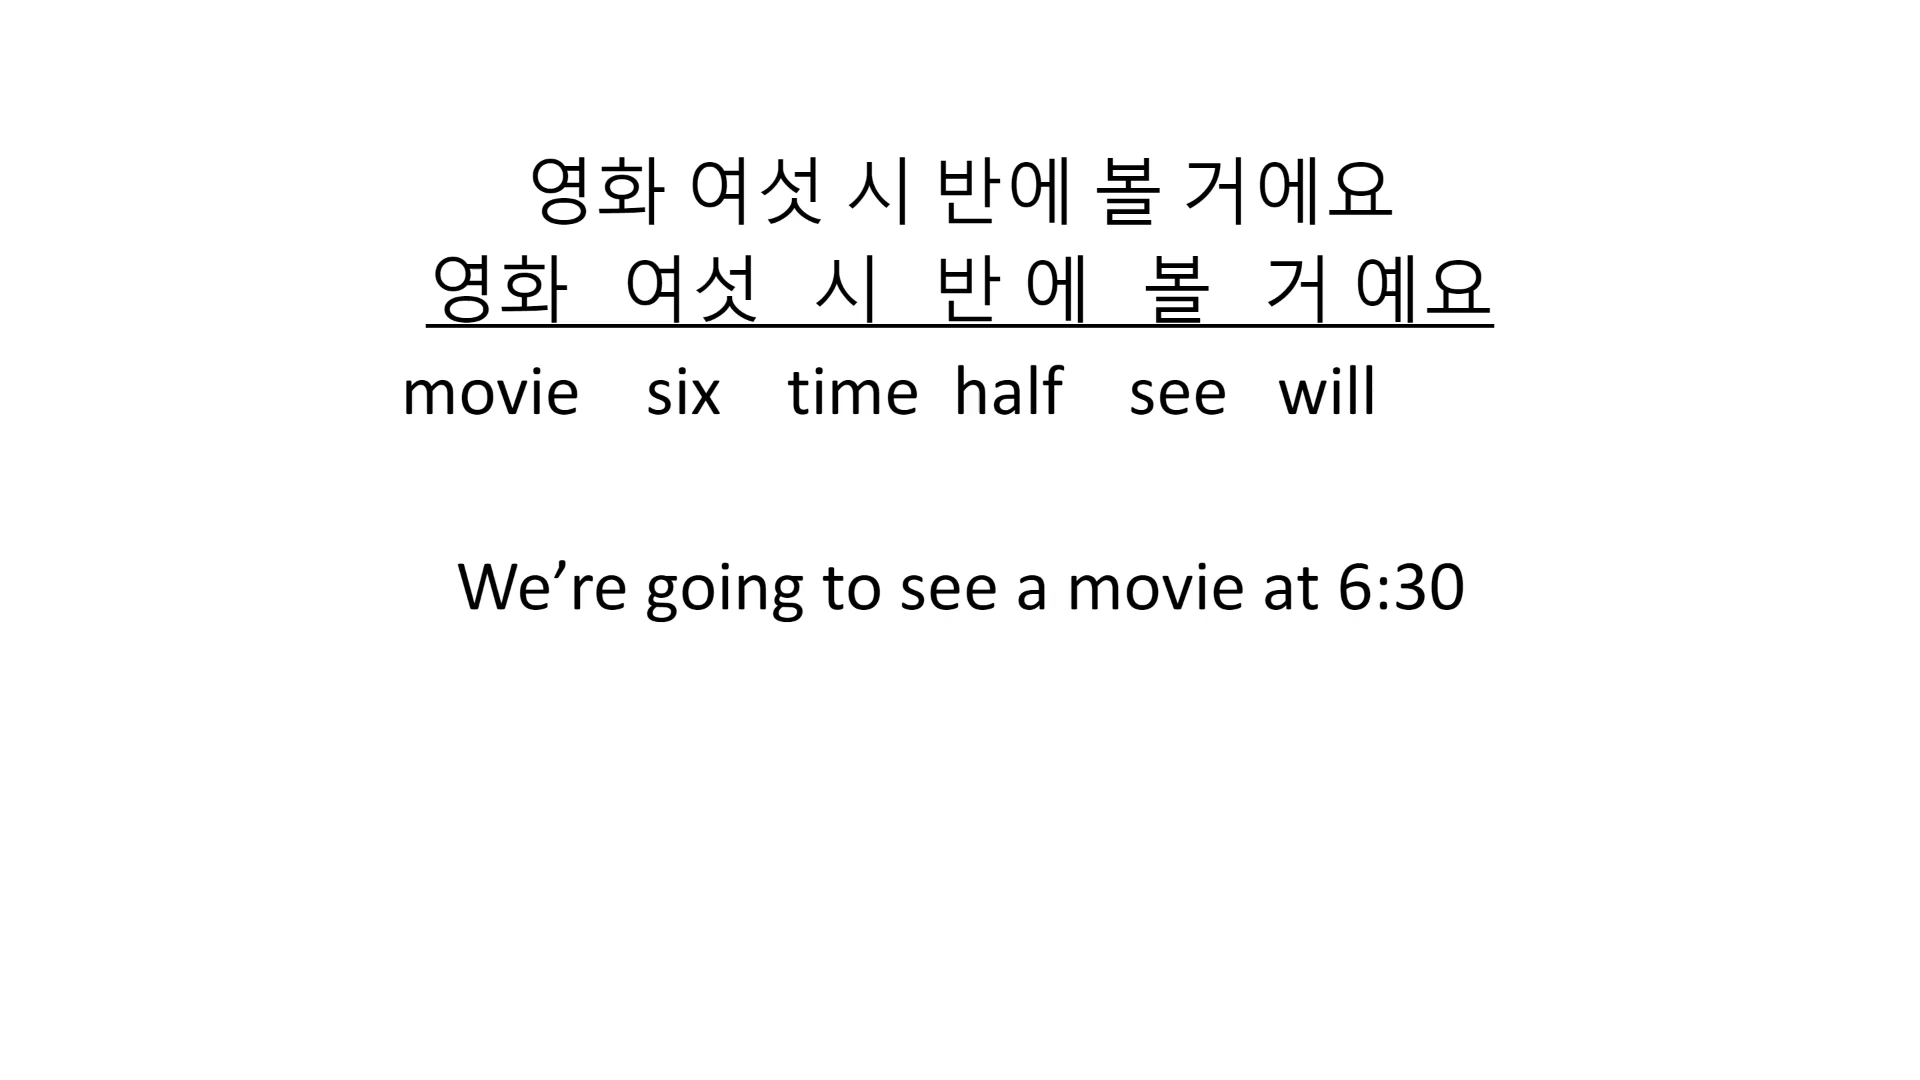 영화 여섯 시 반에 볼 거에요
영화 여섯 시 반 에 볼 거 예요
movie six time half see will
We’re going to see a movie at 6:30